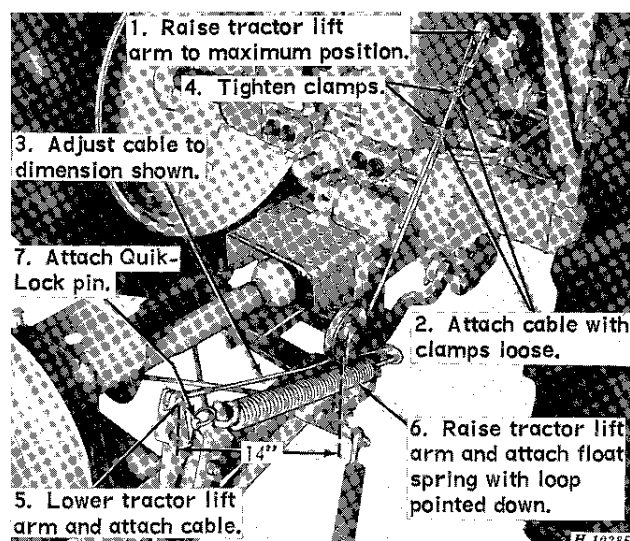 1. Raise tractor lift
arm to maximum position.
4. Tighten clamps.
3. Adjust cable to
dimension shown.
7. Attach Quik-
Lock pin.
2. Attach cable with
clamps loose.
14"
6. Raise tractor lift
arm and attach float
spring with loop
pointed down.
5. Lower tractor lift
arm and attach cable.
H 10285